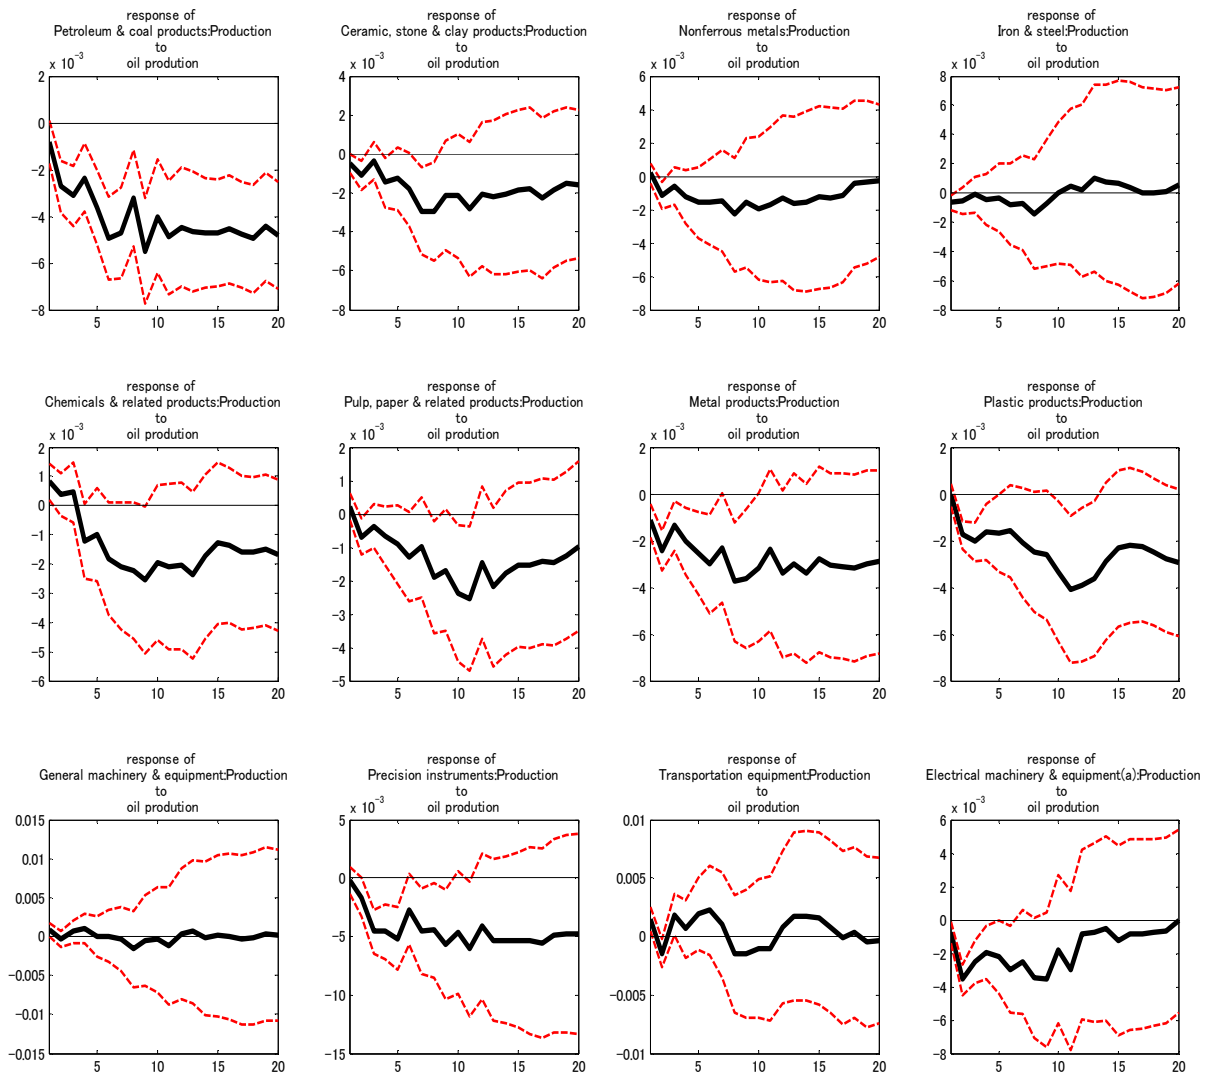 response of
Petroleum & coal products:Production
to
oil prodution
x 10^-3
2
0
-2
-4
-6
-8
5
10
15
20
response of
Ceramic, stone & clay products:Production
to
oil prodution
x 10^-3
4
2
0
-2
-4
-6
-8
5
10
15
20
response of
Nonferrous metals:Production
to
oil prodution
x 10^-3
6
4
2
0
-2
-4
-6
-8
5
10
15
20
response of
Iron & steel:Production
to
oil prodution
x 10^-3
8
6
4
2
0
-2
-4
-6
-8
5
10
15
20
response of
Chemicals & related products:Production
to
oil prodution
x 10^-3
2
1
0
-1
-2
-3
-4
-5
-6
5
10
15
20
response of
Pulp, paper & related products:Production
to
oil prodution
x 10^-3
2
1
0
-1
-2
-3
-4
-5
5
10
15
20
response of
Metal products:Production
to
oil prodution
x 10^-3
2
0
-2
-4
-6
-8
5
10
15
20
response of
Plastic products:Production
to
oil prodution
x 10^-3
2
0
-2
-4
-6
-8
5
10
15
20
response of
General machinery & equipment:Production
to
oil prodution
0.015
0.01
0.005
0
-0.005
-0.01
-0.015
5
10
15
20
response of
Precision instruments:Production
to
oil prodution
x 10^-3
5
0
-5
-10
-15
5
10
15
20
response of
Transportation equipment:Production
to
oil prodution
0.01
0.005
0
-0.005
-0.01
5
10
15
20
response of
Electrical machinery & equipment(a):Production
to
oil prodution
x 10^-3
6
4
2
0
-2
-4
-6
-8
5
10
15
20